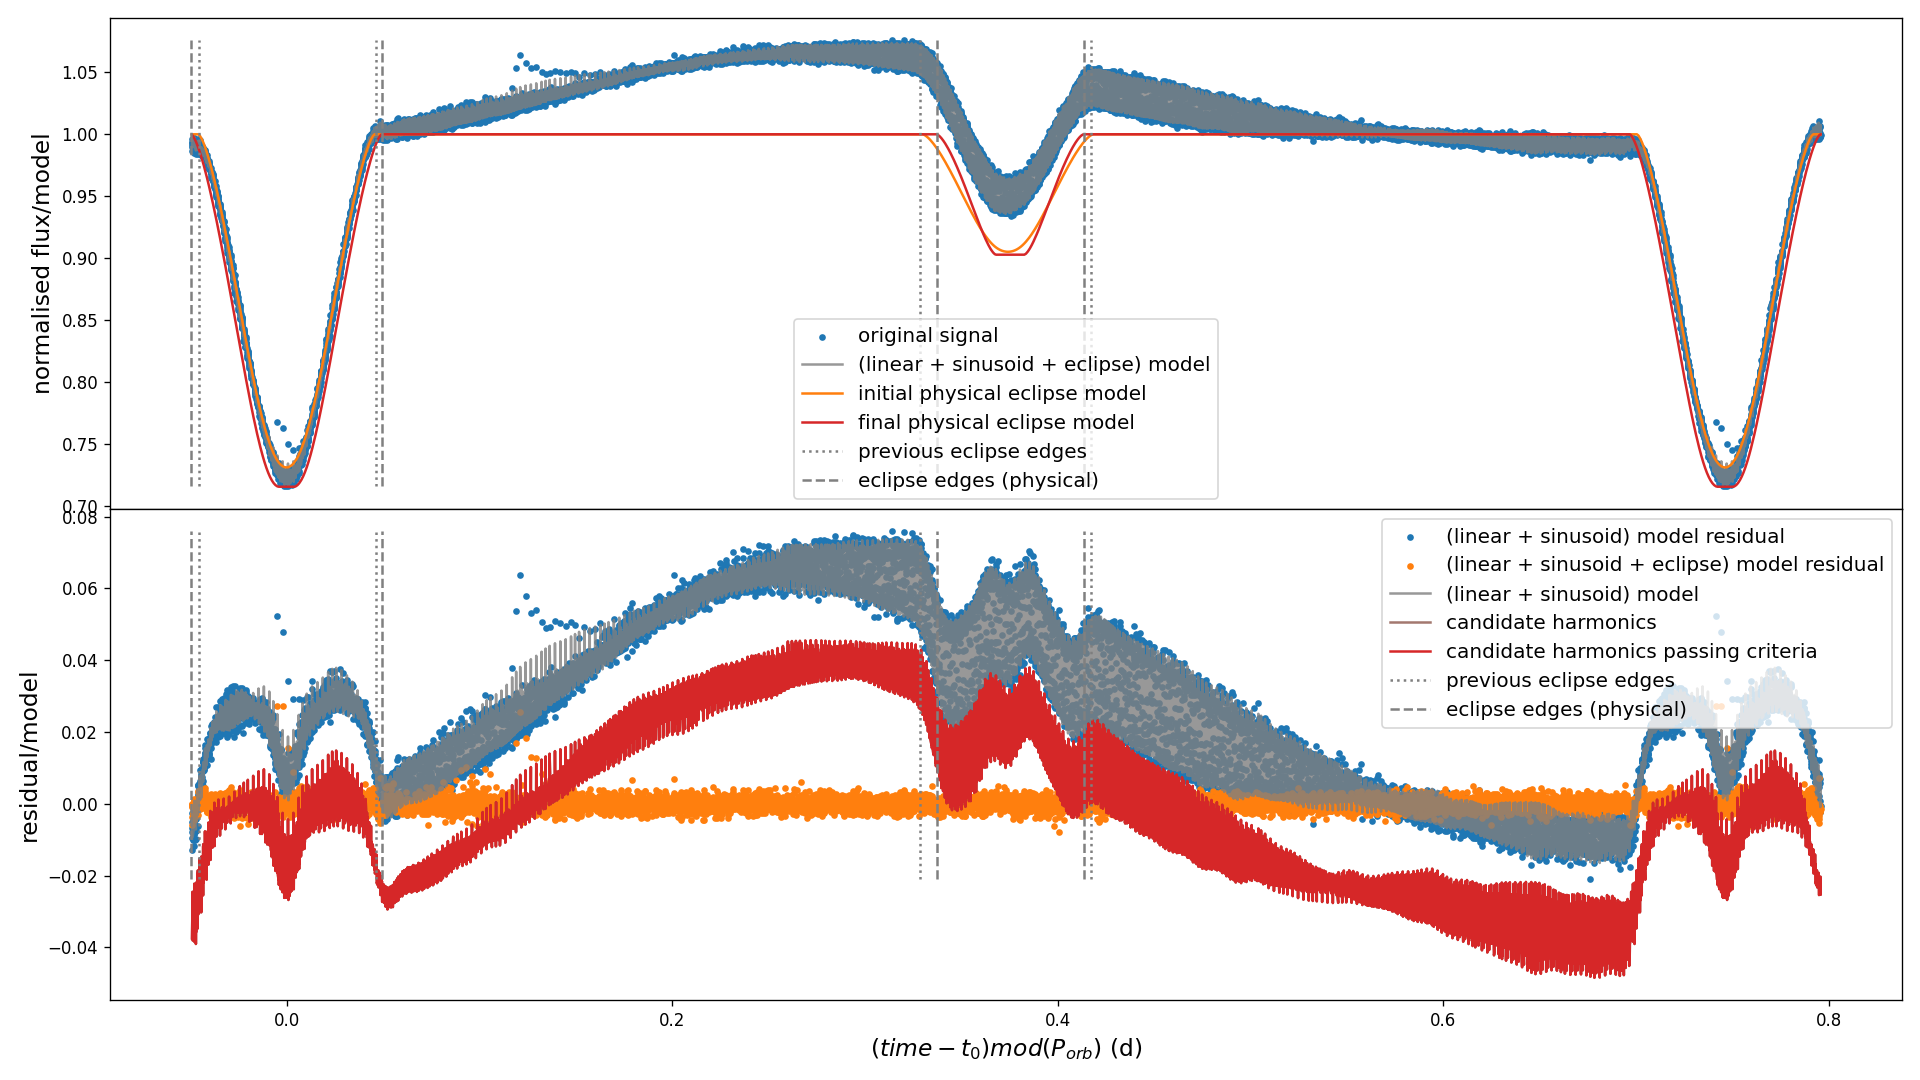 1.05
1.00
0.95
0.90
0.85
0.80
0.75
0.70
normalised flux/model
original signal
(linear + sinusoid + eclipse) model
initial physical eclipse model
final physical eclipse model
previous eclipse edges
eclipse edges (physical)
0.08
0.06
0.04
0.02
0.00
−0.02
−0.04
residual/model
(linear + sinusoid) model residual
(linear + sinusoid + eclipse) model residual
(linear + sinusoid) model
candidate harmonics
candidate harmonics passing criteria
previous eclipse edges
eclipse edges (physical)
0.0 0.2 0.4 0.6 0.8
(time − t₀)mod(Pₒᵣb) (d)